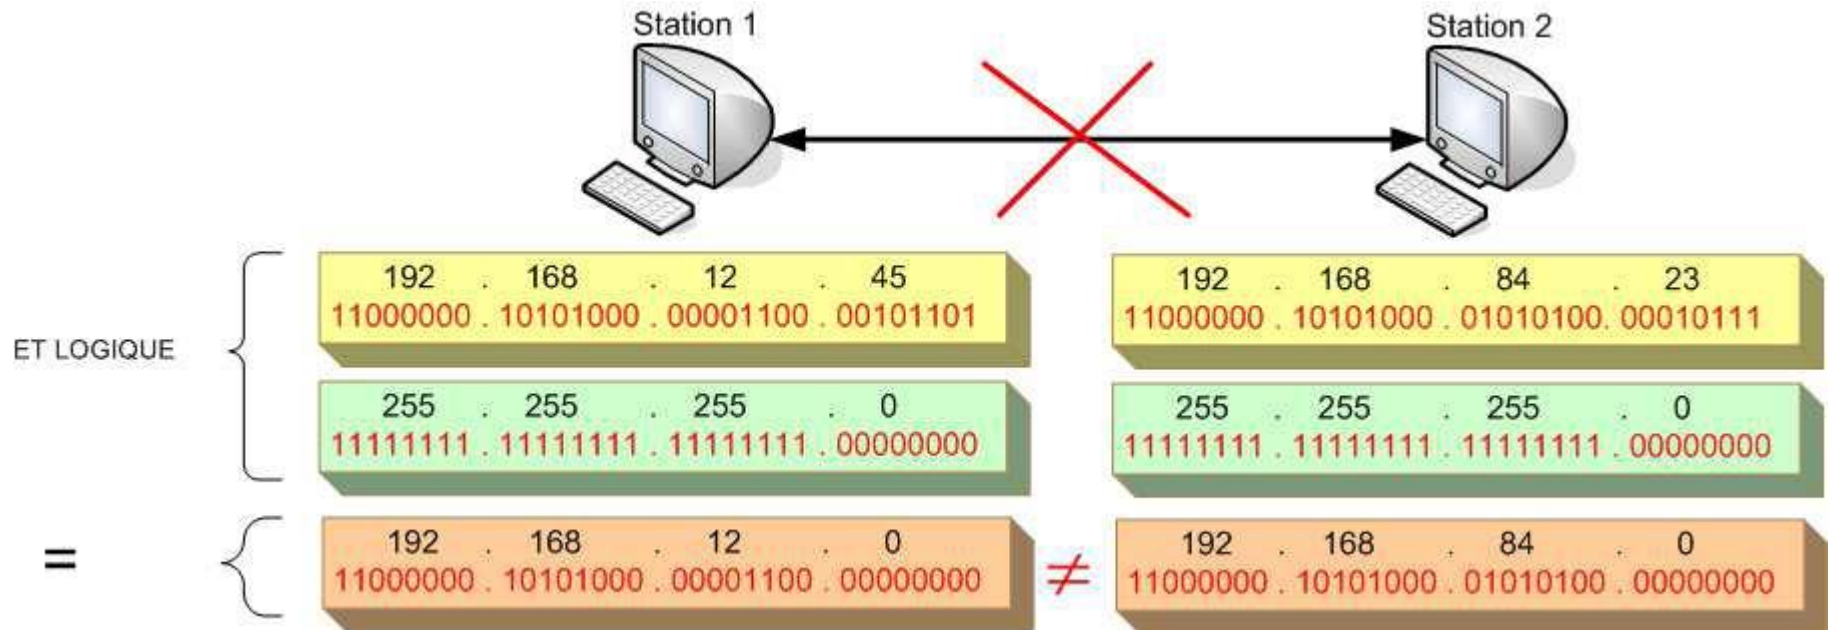 Station 1 Station 2
192 . 168 . 12 . 45 192 . 168 . 84 . 23
11000000 . 10101000 . 00001100 . 00101101 11000000 . 10101000 . 01010100. 00010111
ET LOGIQUE
255 . 255 . 255 . 0 255 . 255 . 255 . 0
11111111 . 11111111 . 11111111 . 00000000 11111111 . 11111111 . 11111111 . 00000000
192 . 168 . 12 . 0 192 . 168 . 84 . 0
= 11000000 . 10101000 . 00001100 . 00000000 ≠ 11000000 . 10101000 . 01010100 . 00000000